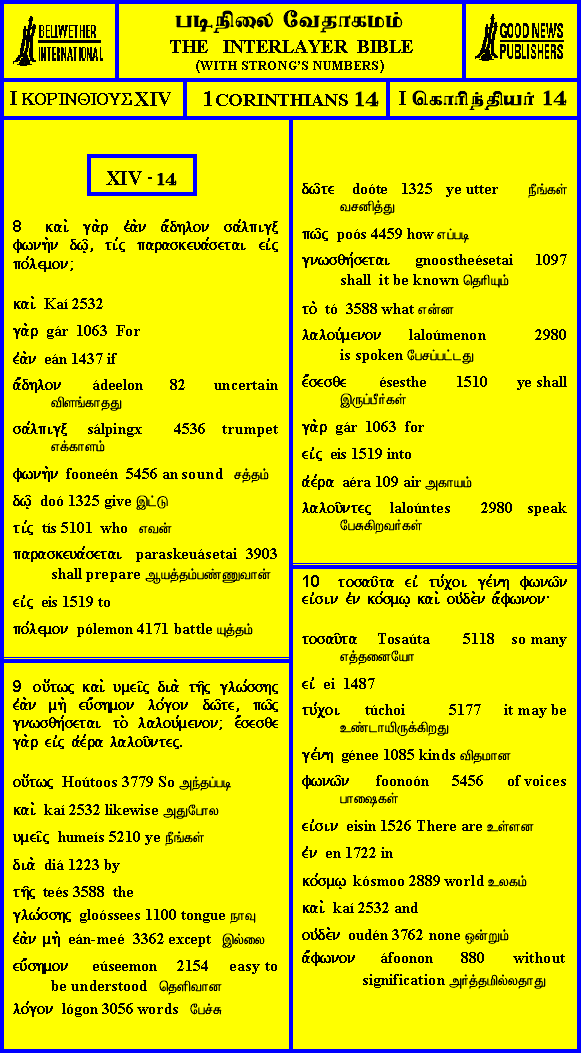 BELLWETHER
INTERNATIONAL
படிநிலை வேதாகமம்
THE INTERLAYER BIBLE
(WITH STRONG'S NUMBERS)
GOOD NEWS
PUBLISHERS
I ΚΟΡΙΝΘΙΟΥΣ XIV
1 CORINTHIANS 14
I கொரிந்தியர் 14
XIV - 14
8 καὶ γὰρ ἐὰν ἄδηλον σάλπιγξ
φωνὴν δῷ, τίς παρασκευάσεται εἰς
πόλεμον;
καὶ Kaí 2532
γὰρ gár 1063 For
ἐὰν eán 1437 if
ἄδηλον ádeelon 82 uncertain
விளங்காதது
σάλπιγξ sálpingx 4536 trumpet
எக்காளம்
φωνὴν fooneén 5456 an sound சத்தம்
δῷ doó 1325 give இட்டு
τίς tís 5101 who எவன்
παρασκευάσεται paraskeuásetai 3903
shall prepare ஆயத்தம்பண்ணுவான்
εἰς eis 1519 to
πόλεμον pólemon 4171 battle யுத்தம்
9 οὕτως καὶ υμεῖς διὰ τῆς γλώσσης
ἐὰν μὴ εὔσημον λόγον δῶτε, πῶς
γνωσθήσεται τὸ λαλούμενον; ἔσεσθε
γὰρ εἰς ἀέρα λαλοῦντες.
οὕτως Hoútoos 3779 So அந்தப்படி
καὶ kaí 2532 likewise அதுபோல
υμεῖς humeís 5210 ye நீங்கள்
διὰ diá 1223 by
τῆς teés 3588 the
γλώσσης gloóssees 1100 tongue நாவு
ἐὰν μὴ eán-meé 3362 except இல்லை
εὔσημον eúseemon 2154 easy to
be understood தெளிவான
λόγον lógon 3056 words பேச்சு
δῶτε doóte 1325 ye utter நீங்கள்
வசனித்து
πῶς poós 4459 how எப்படி
γνωσθήσεται gnoostheésetai 1097
shall it be known தெரியும்
τὸ tó 3588 what என்ன
λαλούμενον laloúmenon 2980
is spoken பேசப்பட்டது
ἔσεσθε ésesthe 1510 ye shall
இருப்பீர்கள்
γὰρ gár 1063 for
εἰς eis 1519 into
ἀέρα aéra 109 air அகாயம்
λαλοῦντες laloúntes 2980 speak
பேசுகிறவர்கள்
10 τοσαῦτα εἰ τύχοι γένη φωνῶν
εἰσιν ἐν κόσμῳ καὶ οὐδὲν ἄφωνον·
τοσαῦτα Tosaúta 5118 so many
எத்தனையோ
εἰ ei 1487
τύχοι túchoi 5177 it may be
உண்டாயிருக்கிறது
γένη génee 1085 kinds விதமான
φωνῶν foonoón 5456 of voices
பாஷைகள்
εἰσιν eisin 1526 There are உள்ளன
ἐν en 1722 in
κόσμῳ kósmoo 2889 world உலகம்
καὶ kaí 2532 and
οὐδὲν oudén 3762 none ஒன்றும்
ἄφωνον áfoonon 880 without
signification அர்த்தமில்லதாது